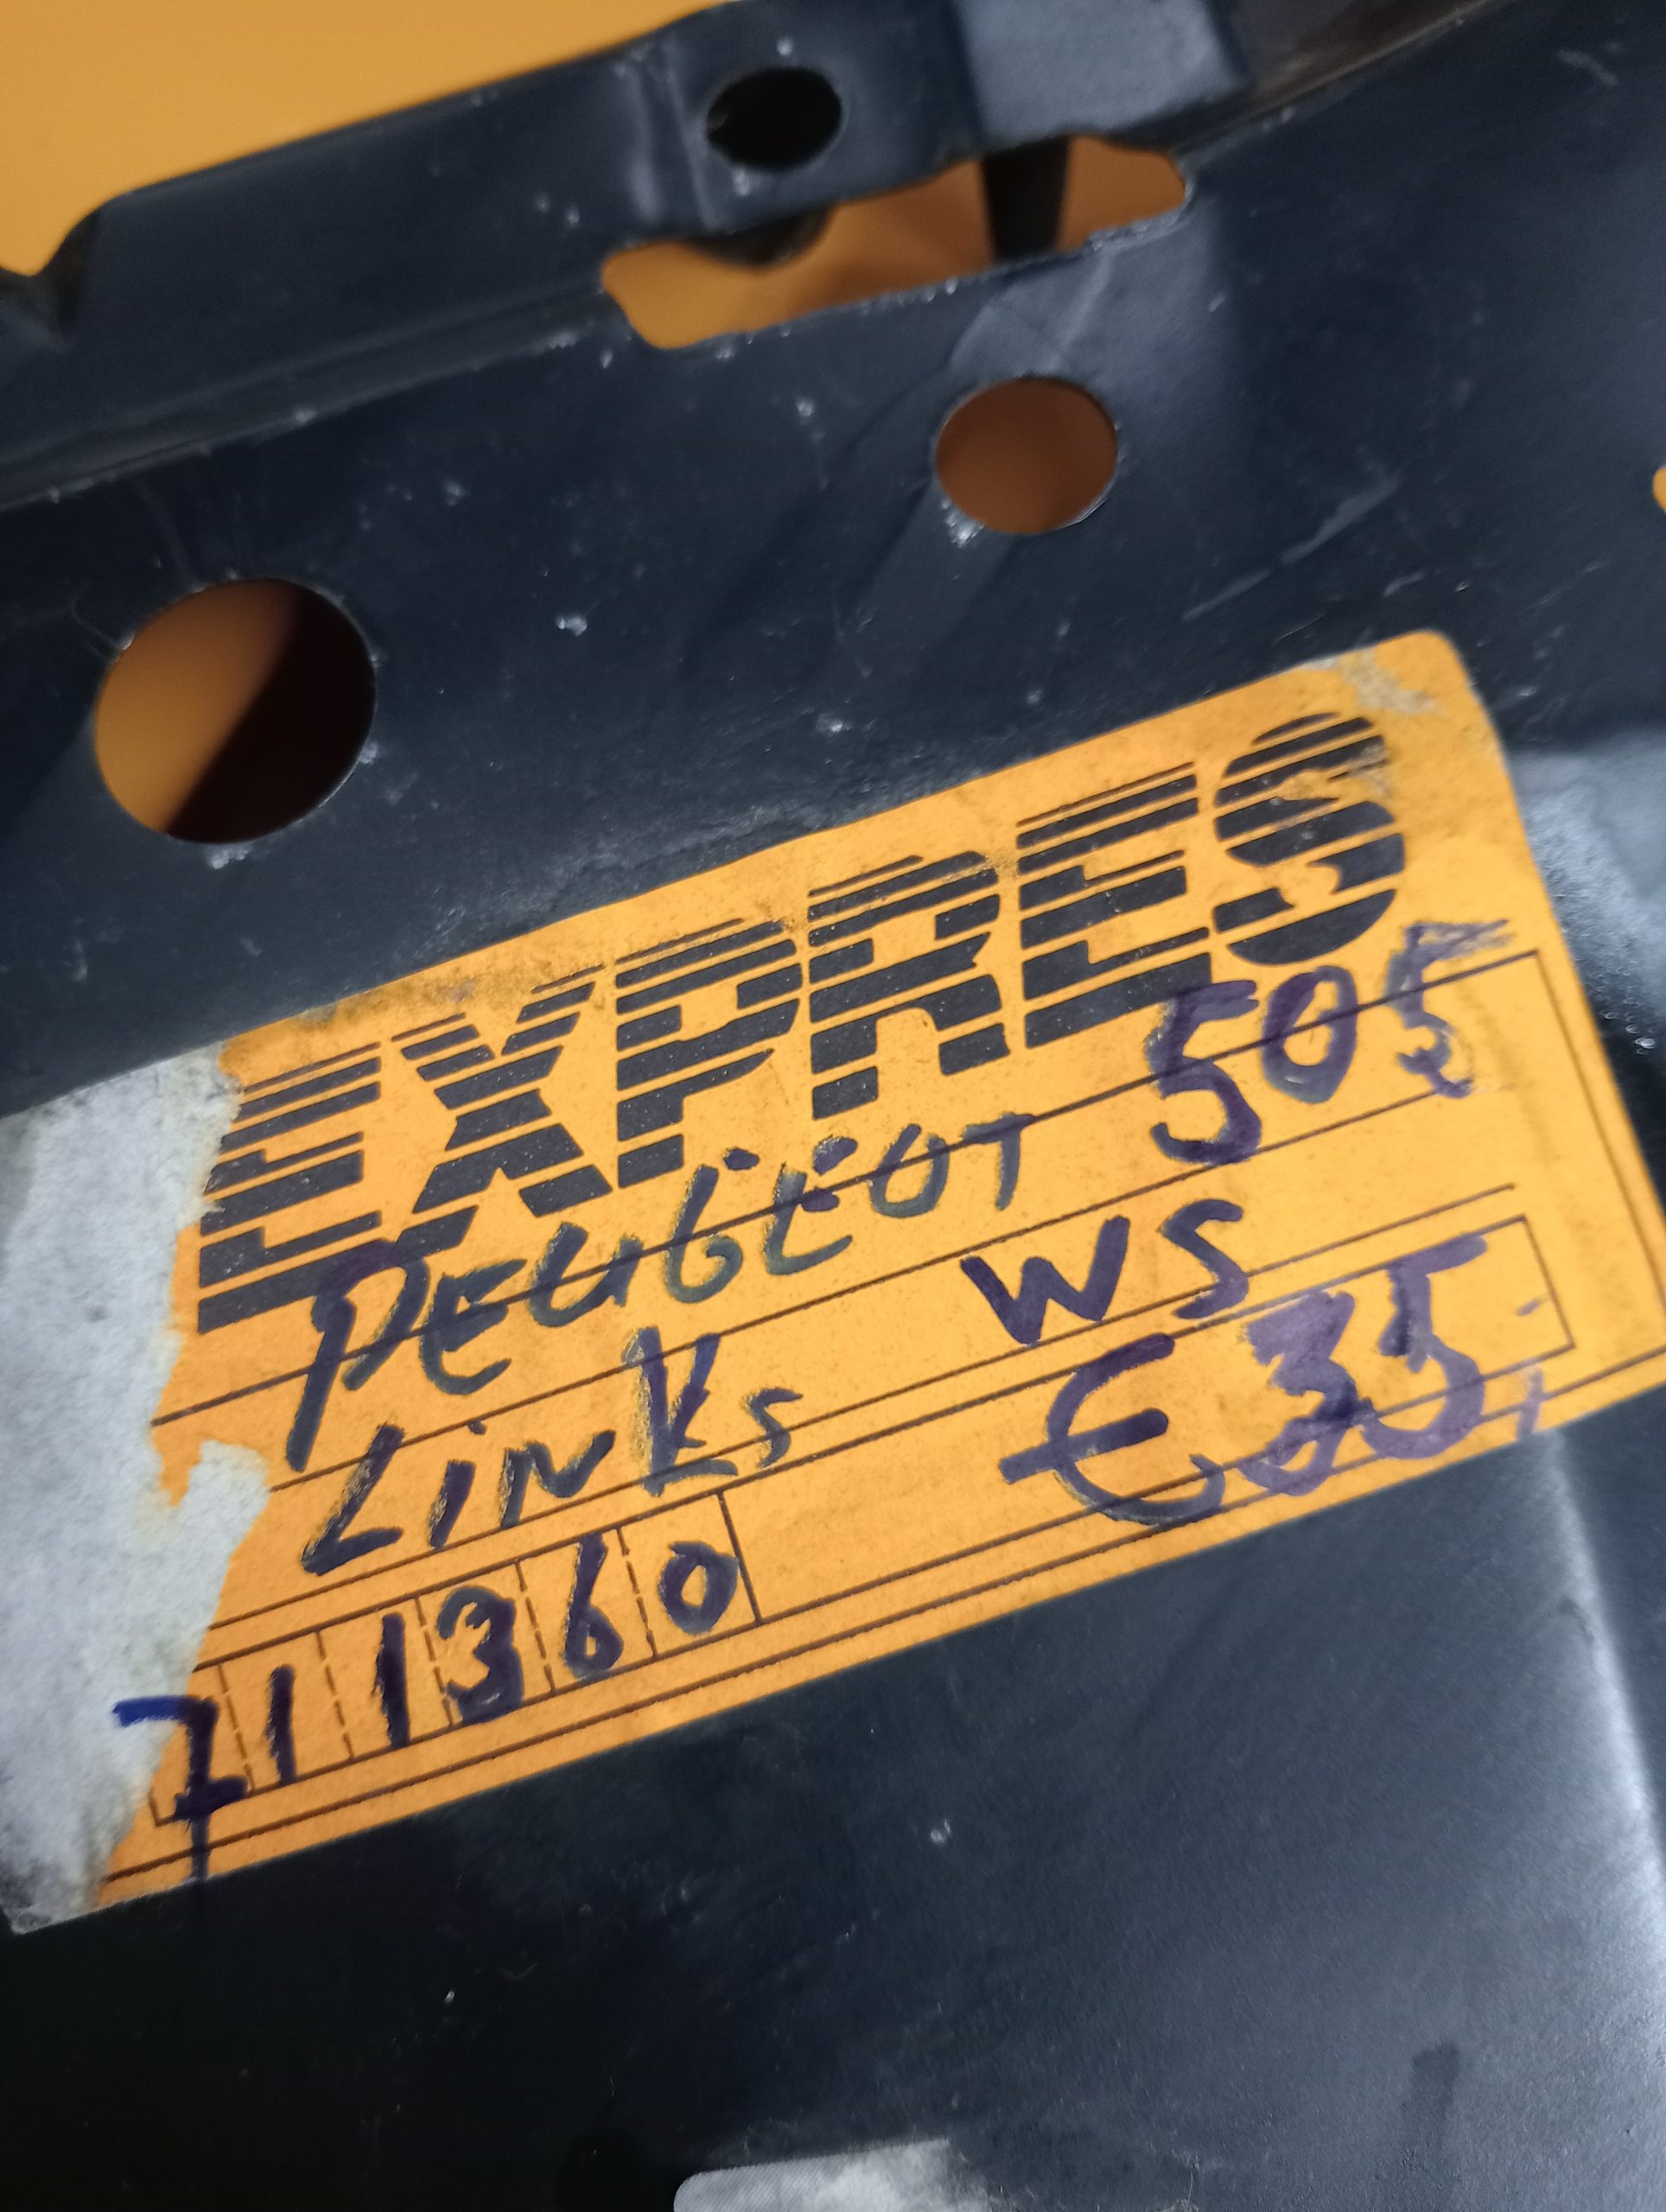 EXPRES
PEUGEOT 505
LINKS WS
€35,
711360